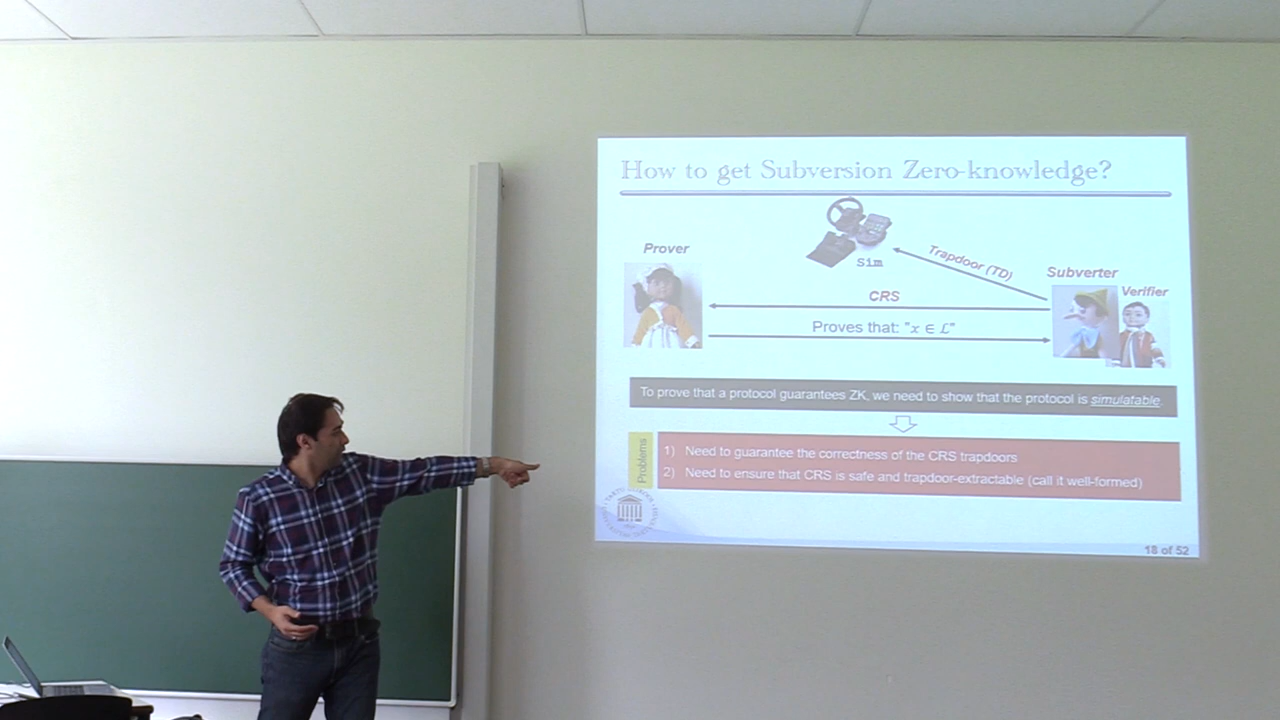 How to get Subversion Zero-knowledge?
Prover
Sim
Trapdoor (TD)
Subverter
Verifier
CRS
Proves that: "x ∈ ℒ"
To prove that a protocol guarantees ZK, we need to show that the protocol is simulatable.
Problems
1) Need to guarantee the correctness of the CRS trapdoors
2) Need to ensure that CRS is safe and trapdoor-extractable (call it well-formed)
18 of 52